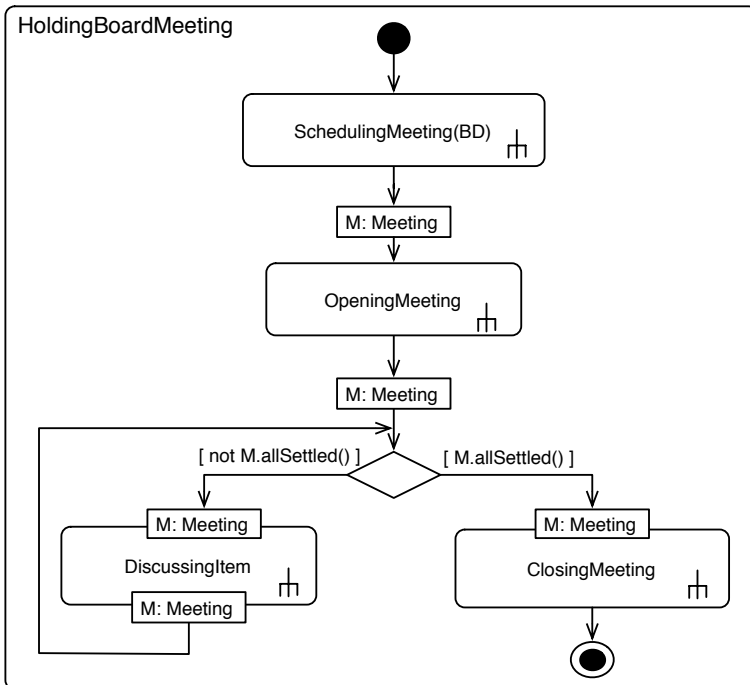 HoldingBoardMeeting
SchedulingMeeting(BD)
M: Meeting
OpeningMeeting
M: Meeting
[ not M.allSettled() ]
[ M.allSettled() ]
M: Meeting
M: Meeting
DiscussingItem
ClosingMeeting
M: Meeting